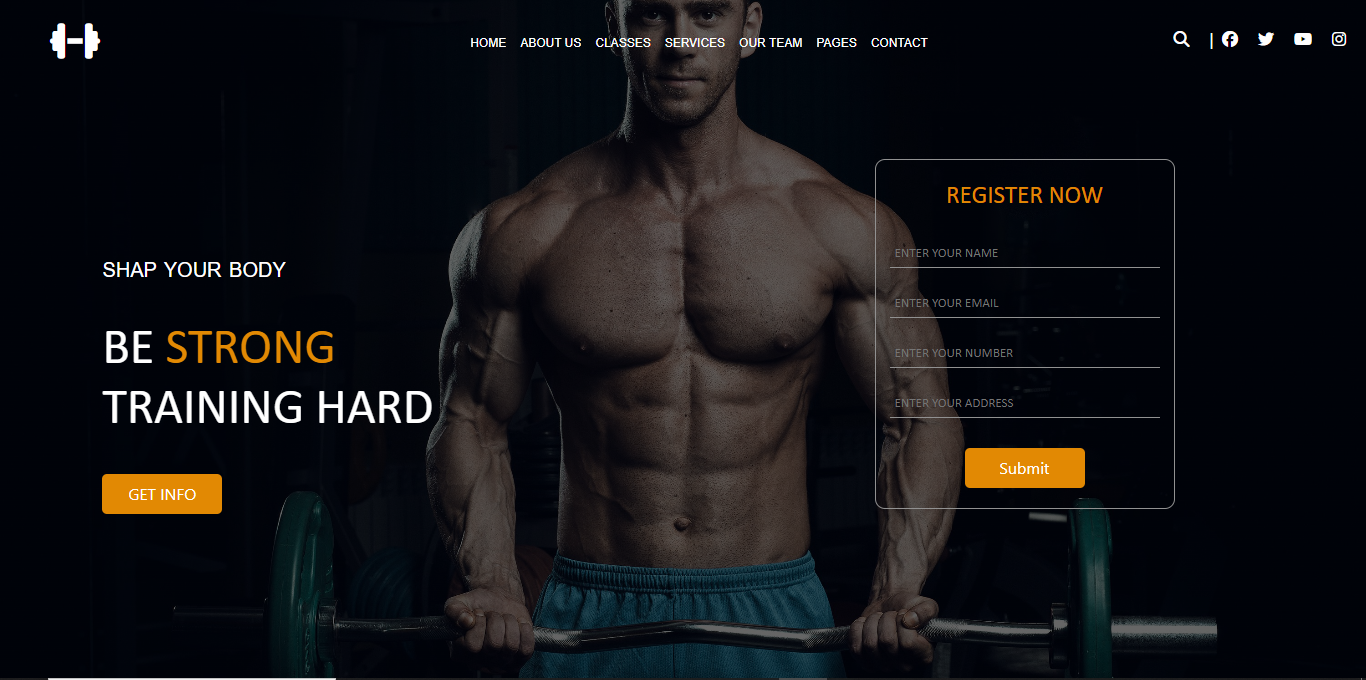 HOME ABOUT US CLASSES SERVICES OUR TEAM PAGES CONTACT |
REGISTER NOW
ENTER YOUR NAME
ENTER YOUR EMAIL
ENTER YOUR NUMBER
ENTER YOUR ADDRESS
Submit
SHAP YOUR BODY
BE STRONG
TRAINING HARD
GET INFO